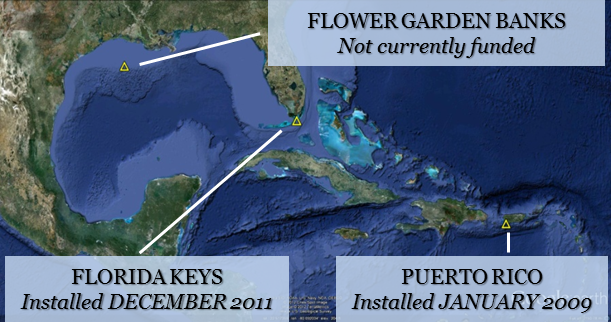 FLOWER GARDEN BANKS
Not currently funded
FLORIDA KEYS
Installed DECEMBER 2011
PUERTO RICO
Installed JANUARY 2009